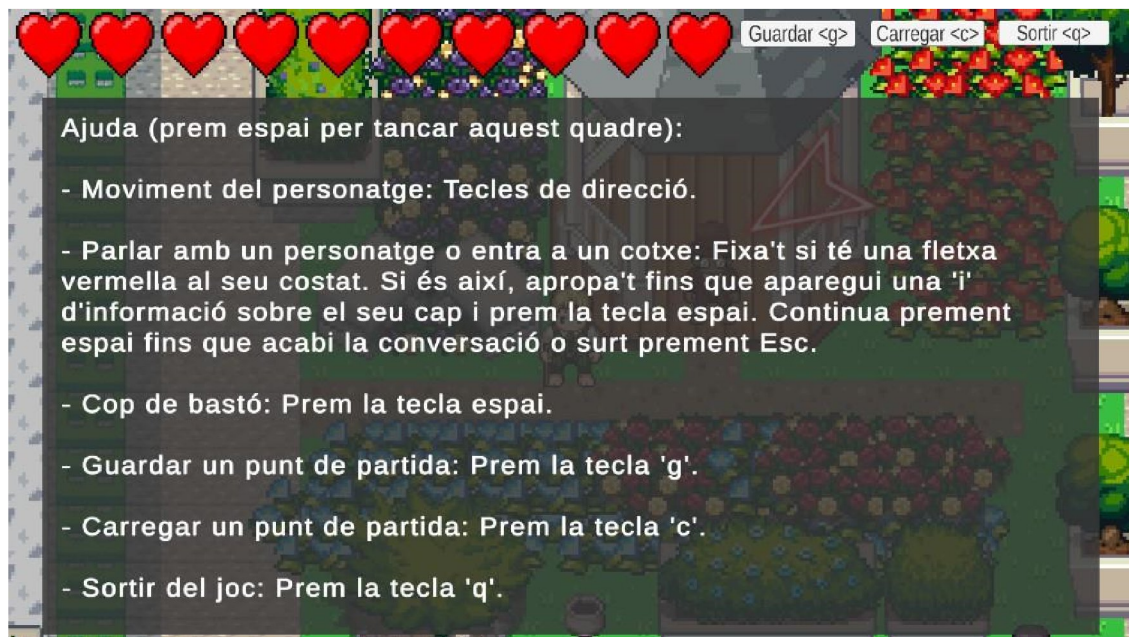 Guardar <g> Carregar <c> Sortir <q>
Ajuda (prem espai per tancar aquest quadre):
- Moviment del personatge: Tecles de direcció.
- Parlar amb un personatge o entra a un cotxe: Fixa't si té una fletxa
vermella al seu costat. Si és així, apropa't fins que aparegui una 'i'
d'informació sobre el seu cap i prem la tecla espai. Continua prement
espai fins que acabi la conversació o surt prement Esc.
- Cop de bastó: Prem la tecla espai.
- Guardar un punt de partida: Prem la tecla 'g'.
- Carregar un punt de partida: Prem la tecla 'c'.
- Sortir del joc: Prem la tecla 'q'.